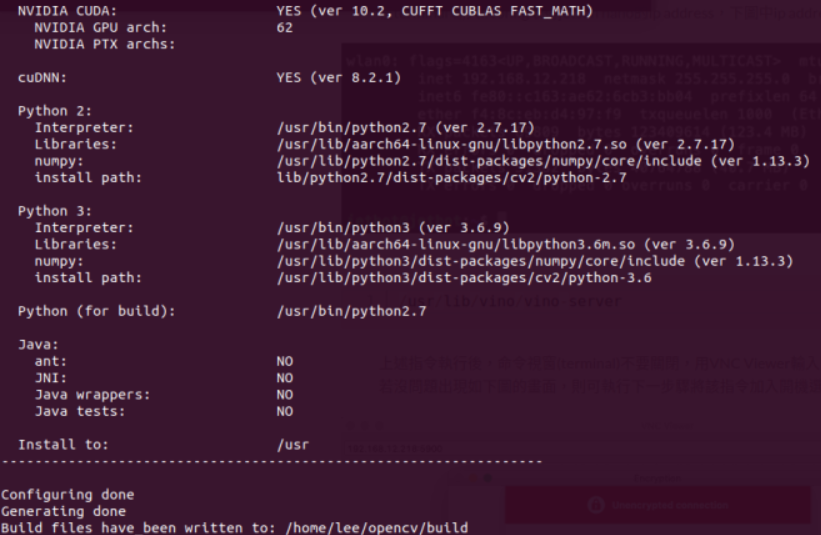 NVIDIA CUDA: YES (ver 10.2, CUFFT CUBLAS FAST_MATH)
NVIDIA GPU arch: 62
NVIDIA PTX archs:
cuDNN: YES (ver 8.2.1)
Python 2:
Interpreter: /usr/bin/python2.7 (ver 2.7.17)
Libraries: /usr/lib/aarch64-linux-gnu/libpython2.7.so (ver 2.7.17)
numpy: /usr/lib/python2.7/dist-packages/numpy/core/include (ver 1.13.3)
install path: lib/python2.7/dist-packages/cv2/python-2.7
Python 3:
Interpreter: /usr/bin/python3 (ver 3.6.9)
Libraries: /usr/lib/aarch64-linux-gnu/libpython3.6m.so (ver 3.6.9)
numpy: /usr/lib/python3/dist-packages/numpy/core/include (ver 1.13.3)
install path: /usr/lib/python3/dist-packages/cv2/python-3.6
/usr/lib/vino/vino-server
Python (for build): /usr/bin/python2.7
Java:
ant: NO
JNI: NO
Java wrappers: NO
Java tests: NO
Install to: /usr
-----------------------------------------------------------------
Configuring done
Generating done
Build files have been written to: /home/lee/opencv/build